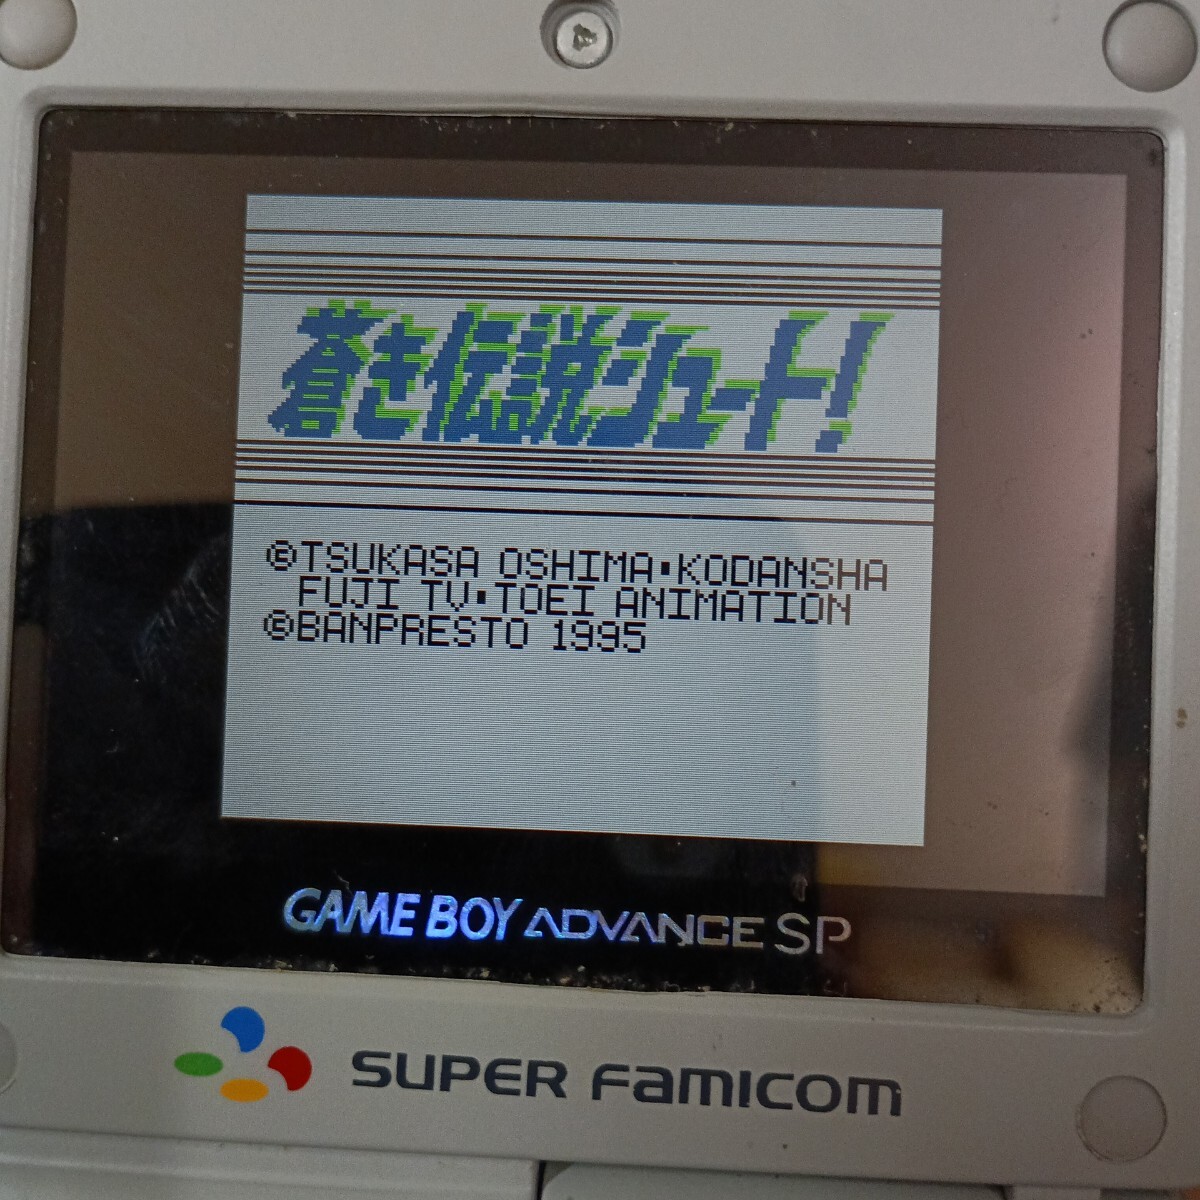 蒼き伝説シュート!
©TSUKASA OSHIMA・KODANSHA
FUJI TV・TOEI ANIMATION
©BANPRESTO 1995
GAME BOY ADVANCE SP
SUPER FAMICOM